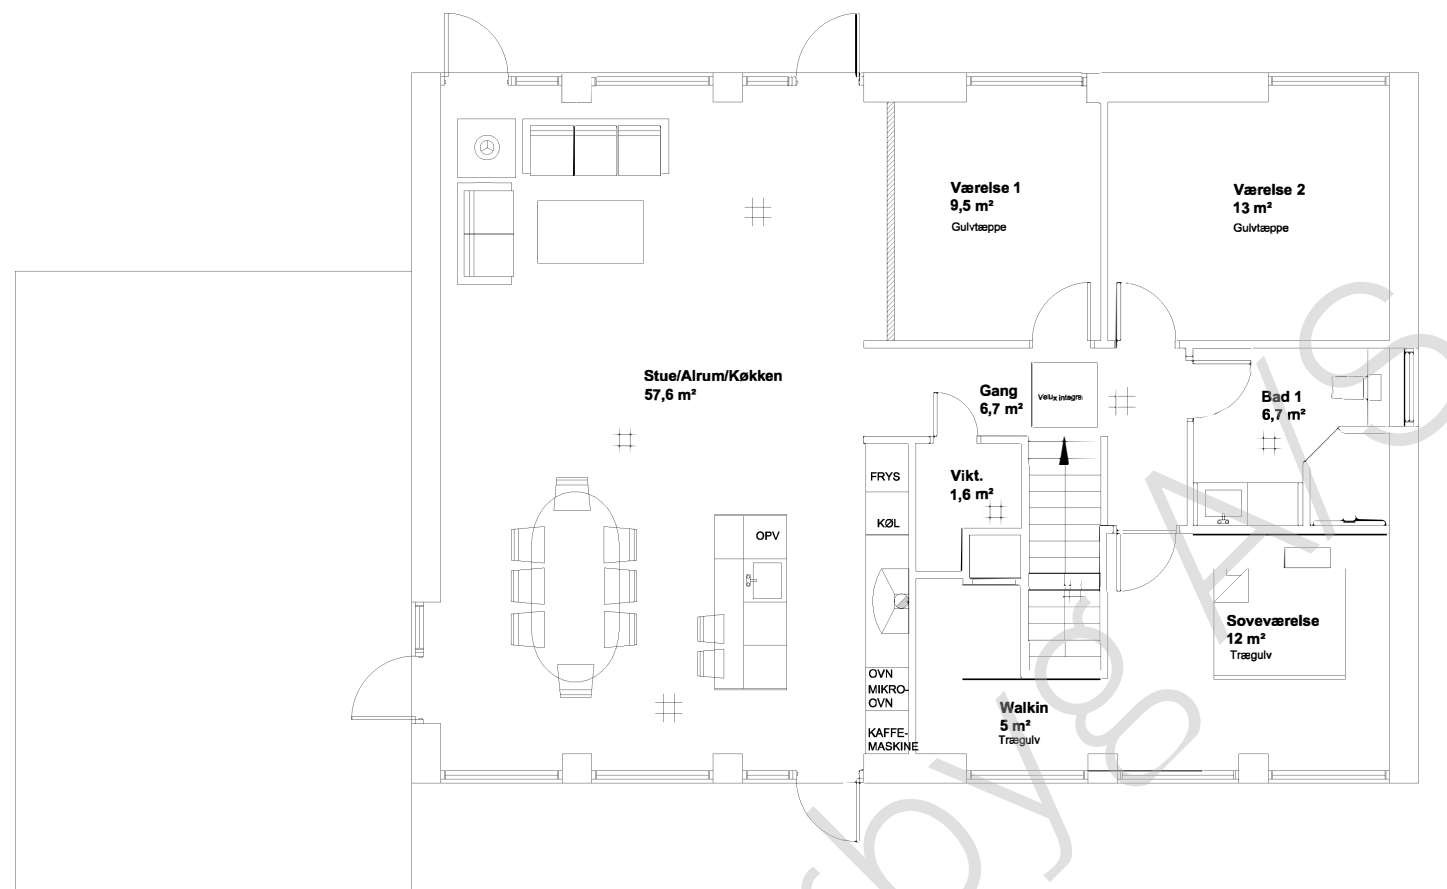 Værelse 1
9,5 m²
Gulvtæppe
Værelse 2
13 m²
Gulvtæppe
Stue/Alrum/Køkken
57,6 m²
Gang
6,7 m²
Velux integra
Bad 1
6,7 m²
FRYS
KØL
Vikt.
1,6 m²
OPV
Soveværelse
12 m²
Trægulv
OVN
MIKRO-
OVN
KAFFE-
MASKINE
Walkin
5 m²
Trægulv
byg A/S